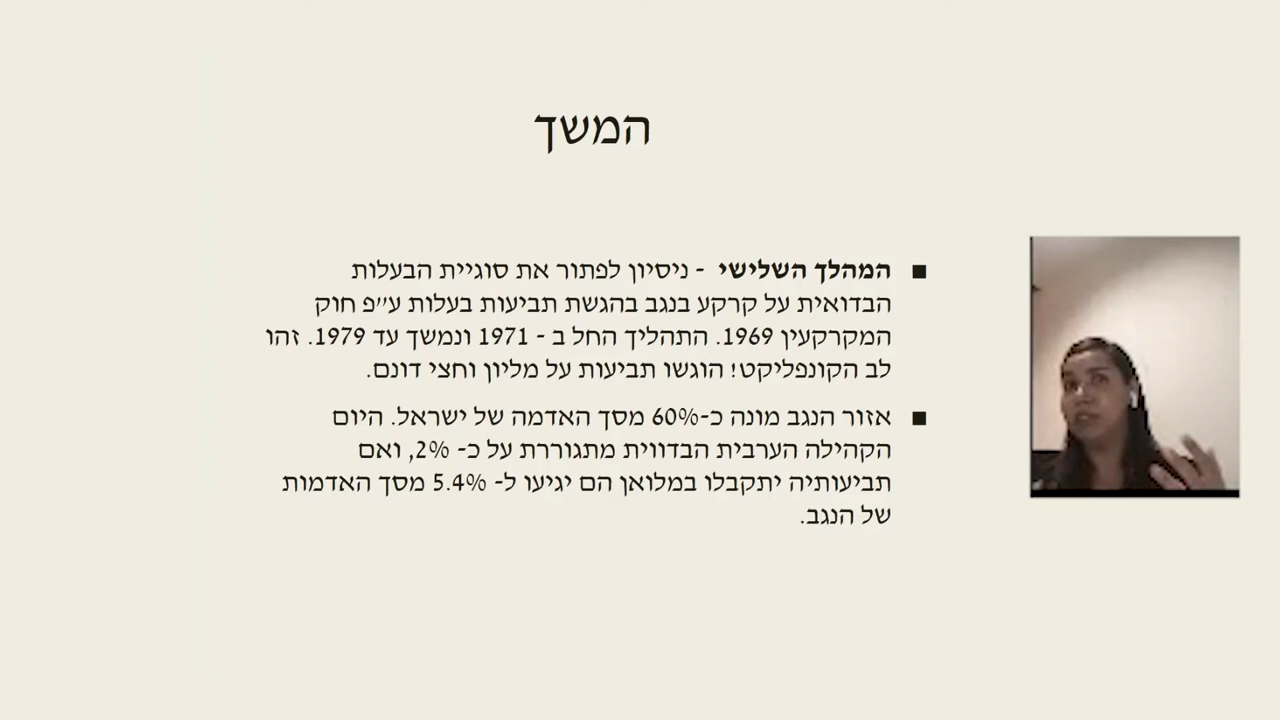 המשך
■ המהלך השלישי - ניסיון לפתור את סוגיית הבעלות
הבדואית על קרקע בנגב בהגשת תביעות בעלות ע״פ חוק
המקרקעין 1969. התהליך החל ב - 1971 ונמשך עד 1979. זהו
לב הקונפליקט! הוגשו תביעות על מליון וחצי דונם.
■ אזור הנגב מונה כ-60% מסך האדמה של ישראל. היום
הקהילה הערבית הבדווית מתגוררת על כ- 2%, ואם
תביעותיה יתקבלו במלואן הם יגיעו ל- 5.4% מסך האדמות
של הנגב.